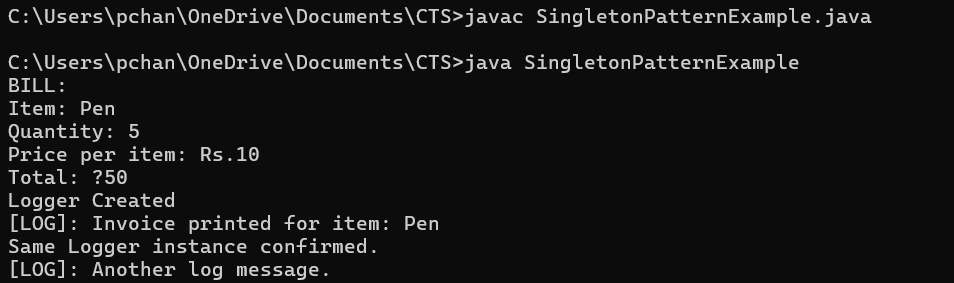 C:\Users\pchan\OneDrive\Documents\CTS>javac SingletonPatternExample.java
C:\Users\pchan\OneDrive\Documents\CTS>java SingletonPatternExample
BILL:
Item: Pen
Quantity: 5
Price per item: Rs.10
Total: ?50
Logger Created
[LOG]: Invoice printed for item: Pen
Same Logger instance confirmed.
[LOG]: Another log message.